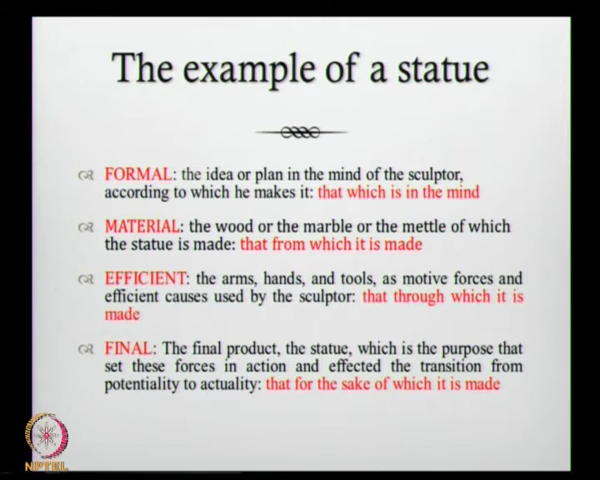 The example of a statue
FORMAL: the idea or plan in the mind of the sculptor,
according to which he makes it: that which is in the mind
MATERIAL: the wood or the marble or the mettle of which
the statue is made: that from which it is made
EFFICIENT: the arms, hands, and tools, as motive forces and
efficient causes used by the sculptor: that through which it is
made
FINAL: The final product, the statue, which is the purpose that
set these forces in action and effected the transition from
potentiality to actuality: that for the sake of which it is made
NPTEL